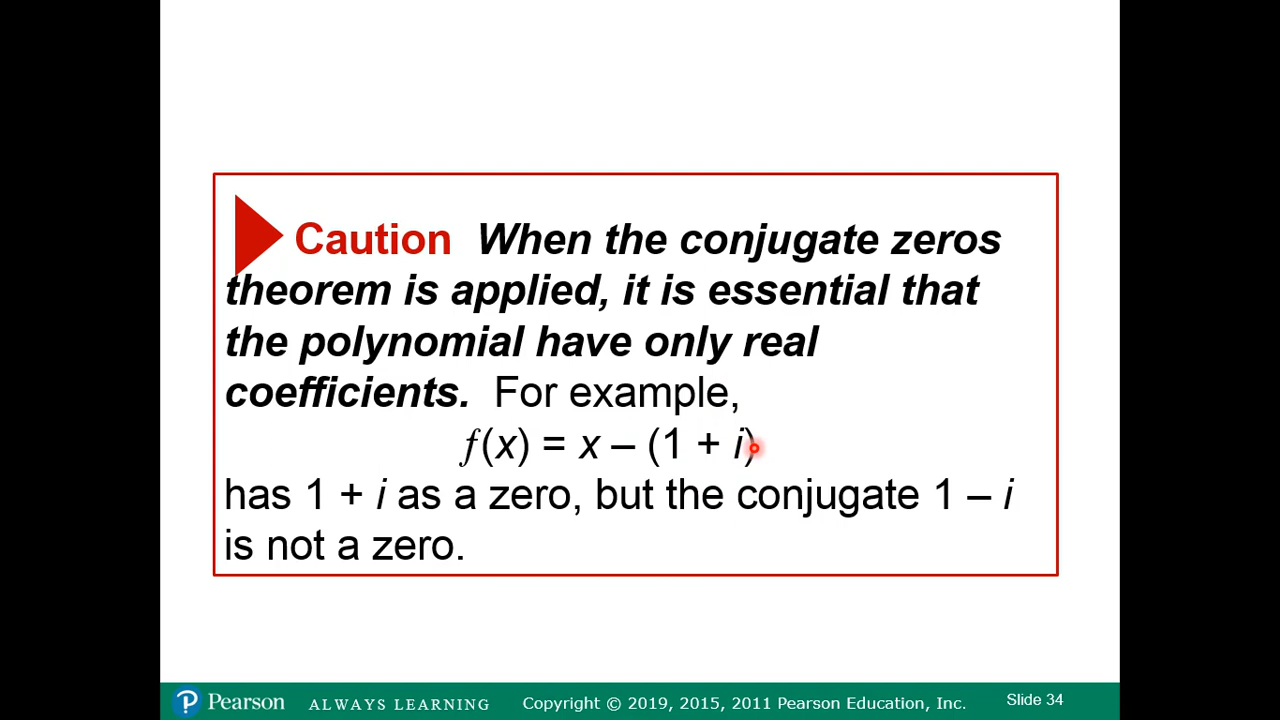 Caution When the conjugate zeros
theorem is applied, it is essential that
the polynomial have only real
coefficients. For example,
f(x) = x – (1 + i)
has 1 + i as a zero, but the conjugate 1 – i
is not a zero.
P Pearson ALWAYS LEARNING Copyright © 2019, 2015, 2011 Pearson Education, Inc. Slide 34